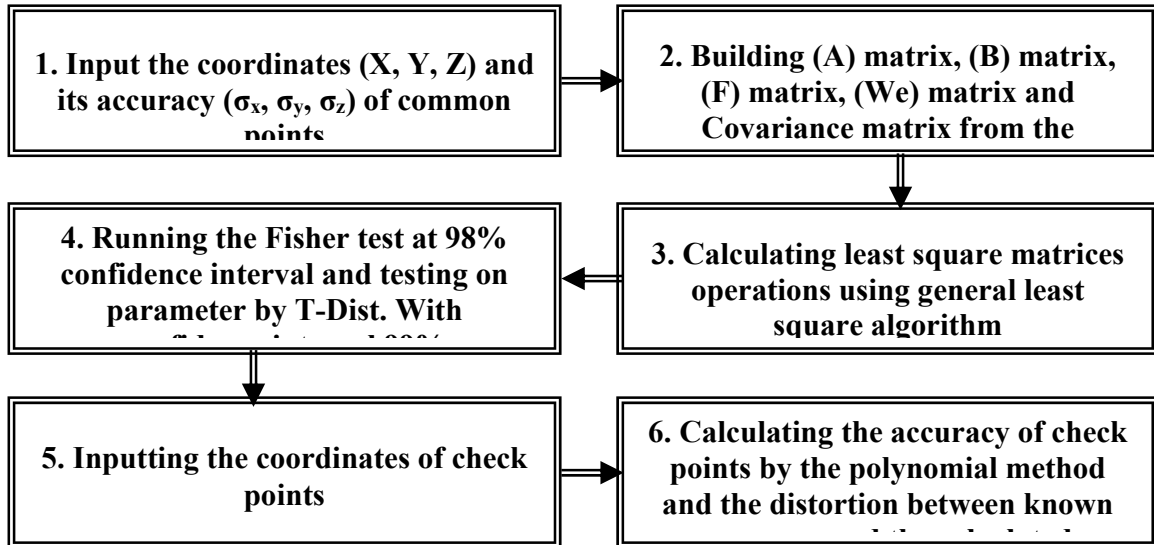 1. Input the coordinates (X, Y, Z) and
its accuracy (σx, σy, σz) of common
points
2. Building (A) matrix, (B) matrix,
(F) matrix, (We) matrix and
Covariance matrix from the
4. Running the Fisher test at 98%
confidence interval and testing on
parameter by T-Dist. With
3. Calculating least square matrices
operations using general least
square algorithm
5. Inputting the coordinates of check
points
6. Calculating the accuracy of check
points by the polynomial method
and the distortion between known